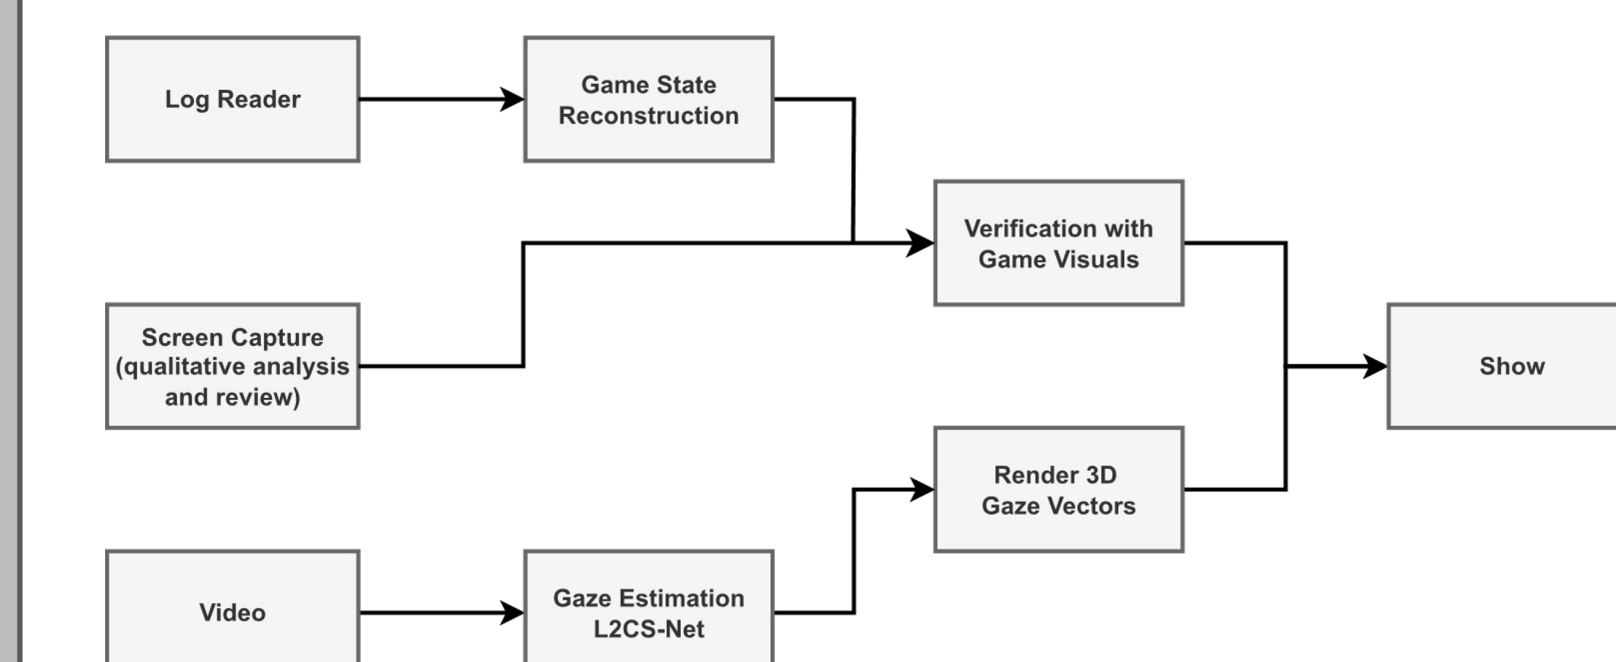 Log Reader
Game State
Reconstruction
Verification with
Game Visuals
Screen Capture
(qualitative analysis
and review)
Show
Render 3D
Gaze Vectors
Video
Gaze Estimation
L2CS-Net